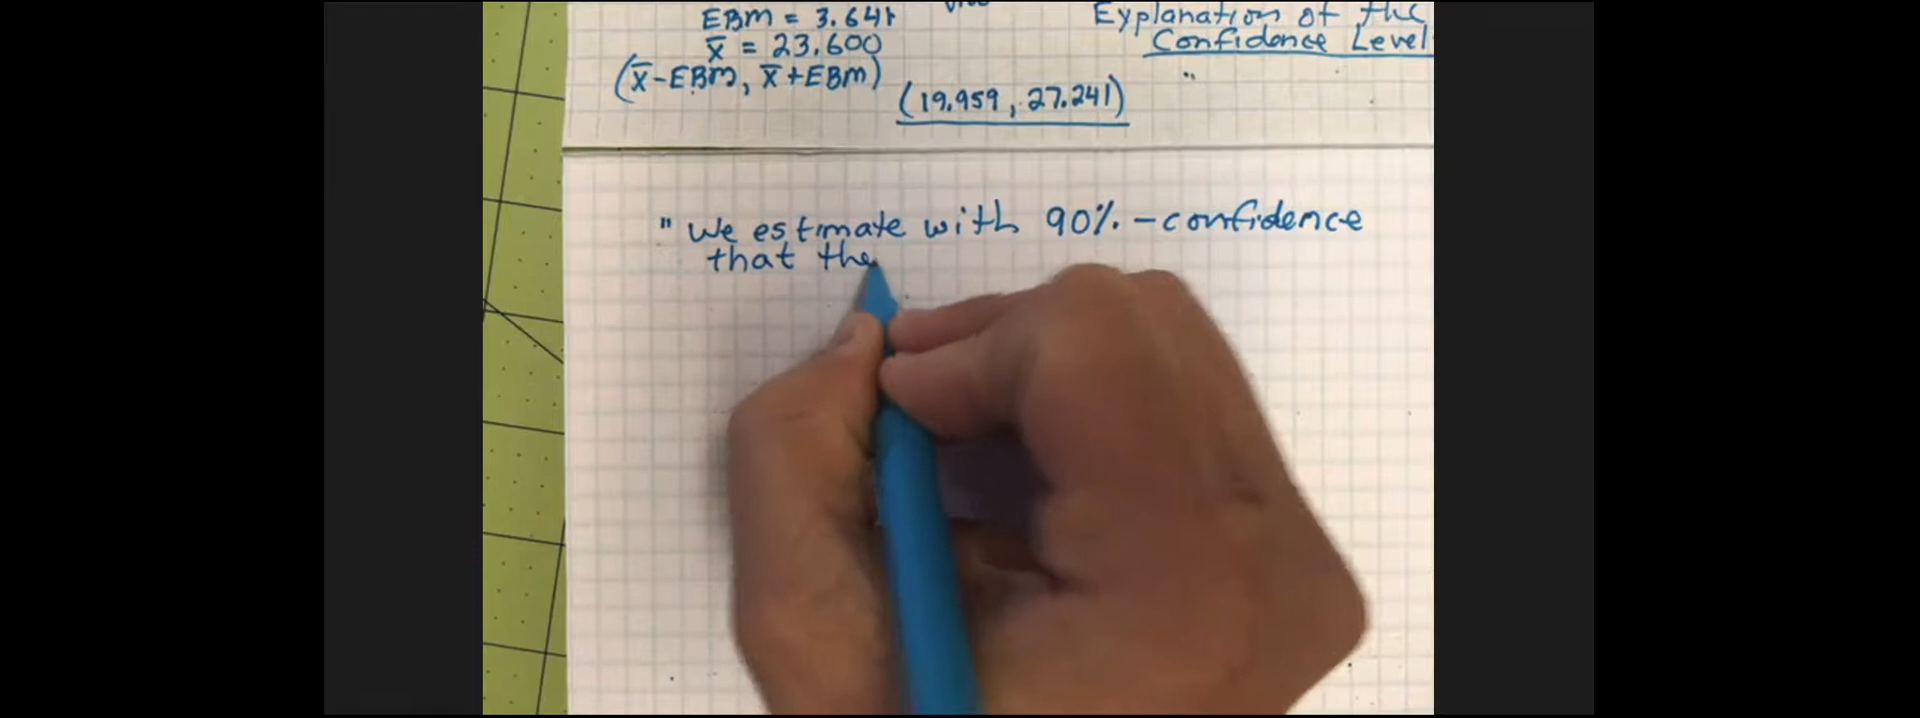 EBM = 3.641
x̄ = 23.600
(x̄-EBM, x̄+EBM)
(19.959, 27.241)
Explanation of the
Confidence Level
"
" We estimate with 90% -confidence
that the